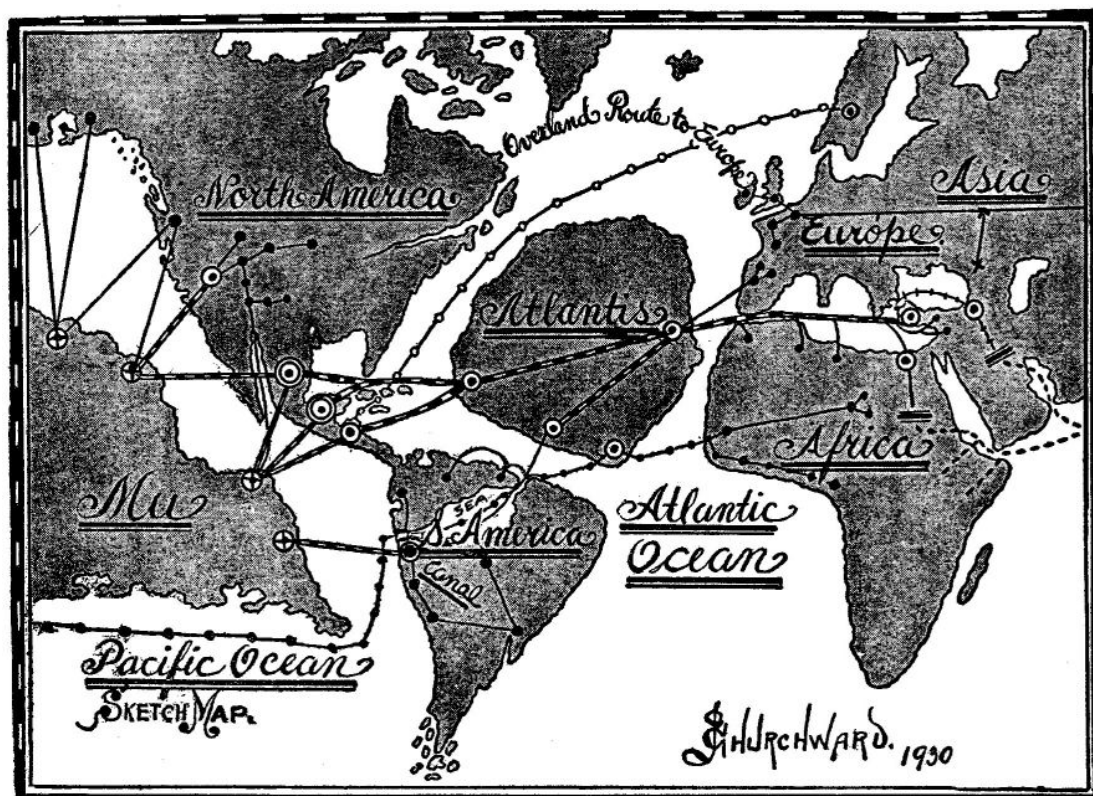 Overland Route to Europe
North America
Asia
Europe
Atlantis
Africa
Mu
SEA
S. America
Canal
Atlantic
Ocean
Pacific Ocean
SKETCH MAP.
J CHURCHWARD. 1930